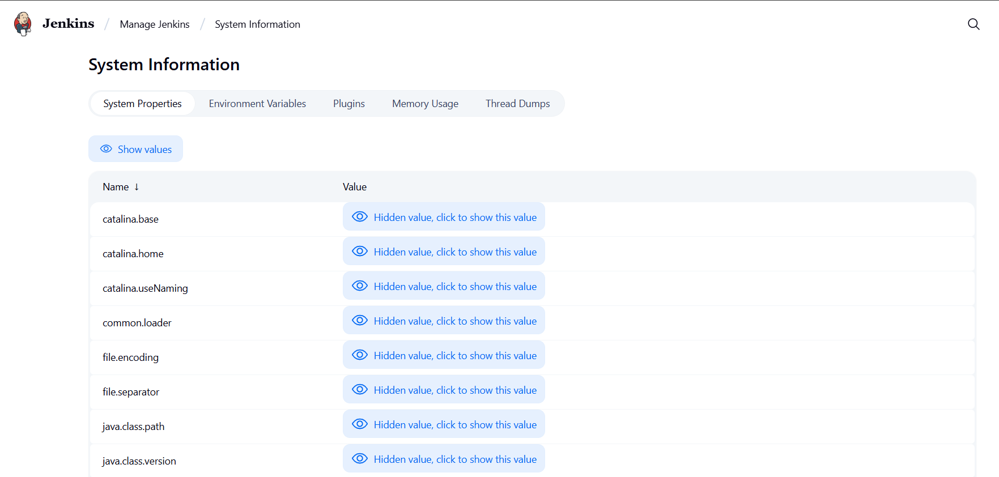 Jenkins / Manage Jenkins / System Information
System Information
System Properties Environment Variables Plugins Memory Usage Thread Dumps
Show values
Name ↓ Value
catalina.base Hidden value, click to show this value
catalina.home Hidden value, click to show this value
catalina.useNaming Hidden value, click to show this value
common.loader Hidden value, click to show this value
file.encoding Hidden value, click to show this value
file.separator Hidden value, click to show this value
java.class.path Hidden value, click to show this value
java.class.version Hidden value, click to show this value